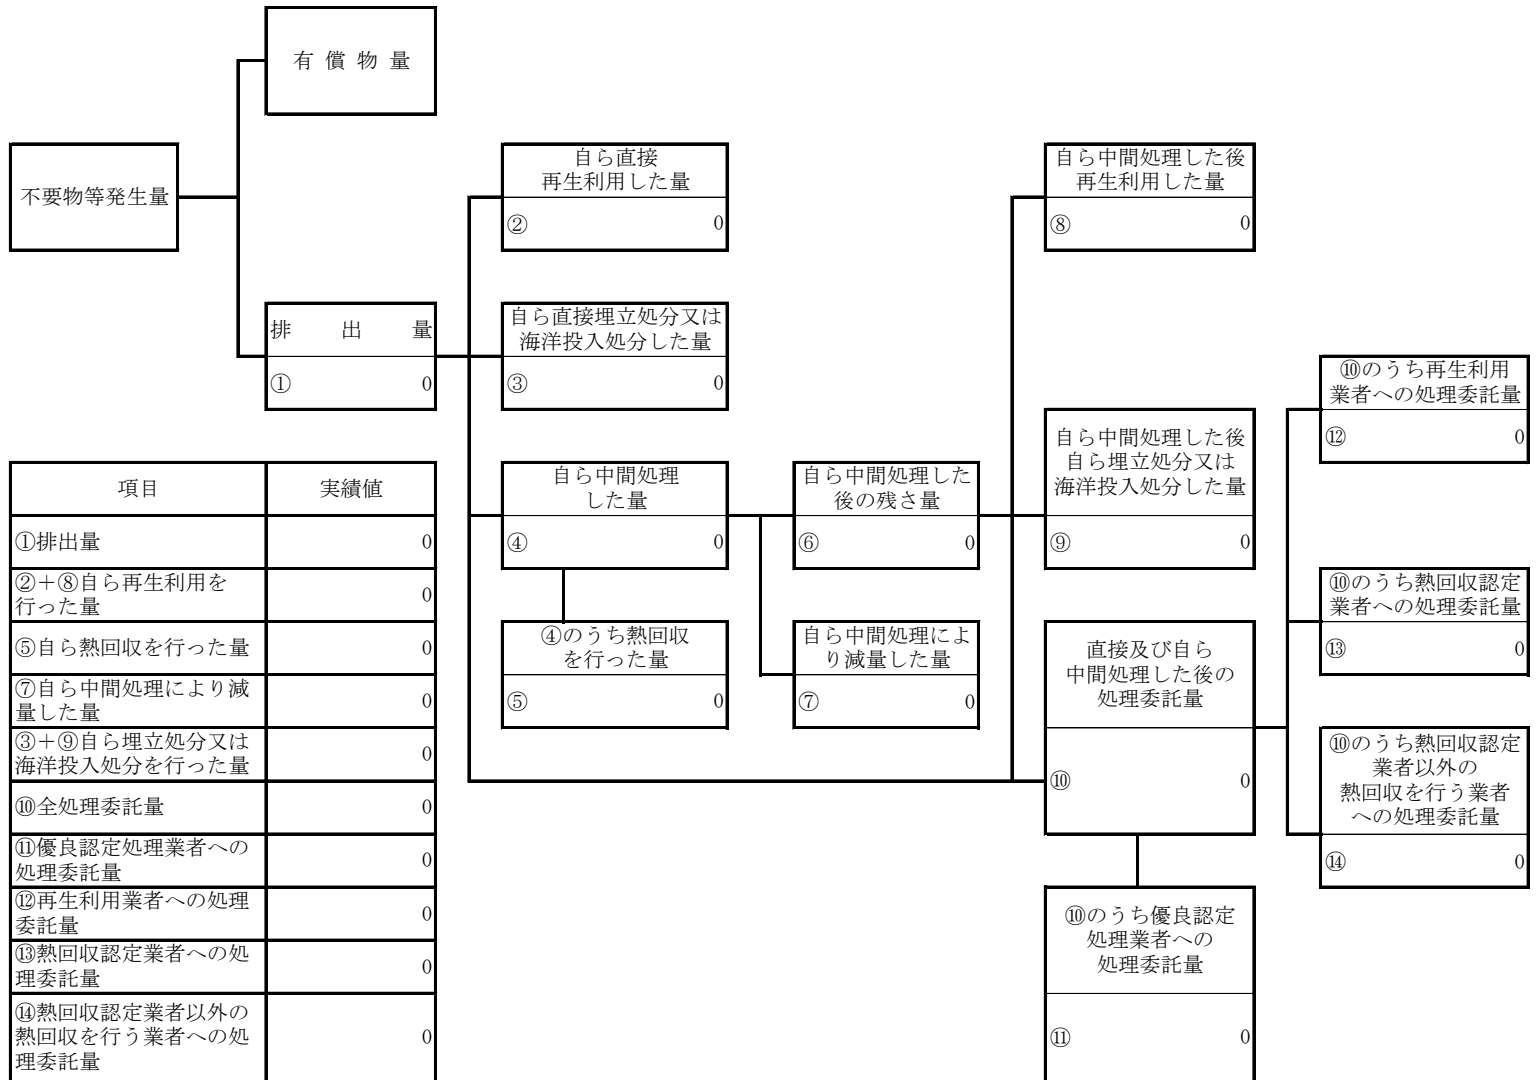 有 償 物 量
不要物等発生量
自ら直接
再生利用した量
② 0
自ら中間処理した後
再生利用した量
⑧ 0
排 出 量
① 0
自ら直接埋立処分又は
海洋投入処分した量
③ 0
⑩のうち再生利用
業者への処理委託量
⑫ 0
自ら中間処理した後
自ら埋立処分又は
海洋投入処分した量
⑨ 0
自ら中間処理
した量
④ 0
自ら中間処理した
後の残さ量
⑥ 0
⑩のうち熱回収認定
業者への処理委託量
⑬ 0
④のうち熱回収
を行った量
⑤ 0
自ら中間処理によ
り減量した量
⑦ 0
直接及び自ら
中間処理した後の
処理委託量
⑩ 0
⑩のうち熱回収認定
業者以外の
熱回収を行う業者
への処理委託量
⑭ 0
⑩のうち優良認定
処理業者への
処理委託量
⑪ 0
項目 実績値
①排出量 0
②+⑧自ら再生利用を
行った量 0
⑤自ら熱回収を行った量 0
⑦自ら中間処理により減
量した量 0
③+⑨自ら埋立処分又は
海洋投入処分を行った量 0
⑩全処理委託量 0
⑪優良認定処理業者への
処理委託量 0
⑫再生利用業者への処理
委託量 0
⑬熱回収認定業者への処
理委託量 0
⑭熱回収認定業者以外の
熱回収を行う業者への処 0
理委託量